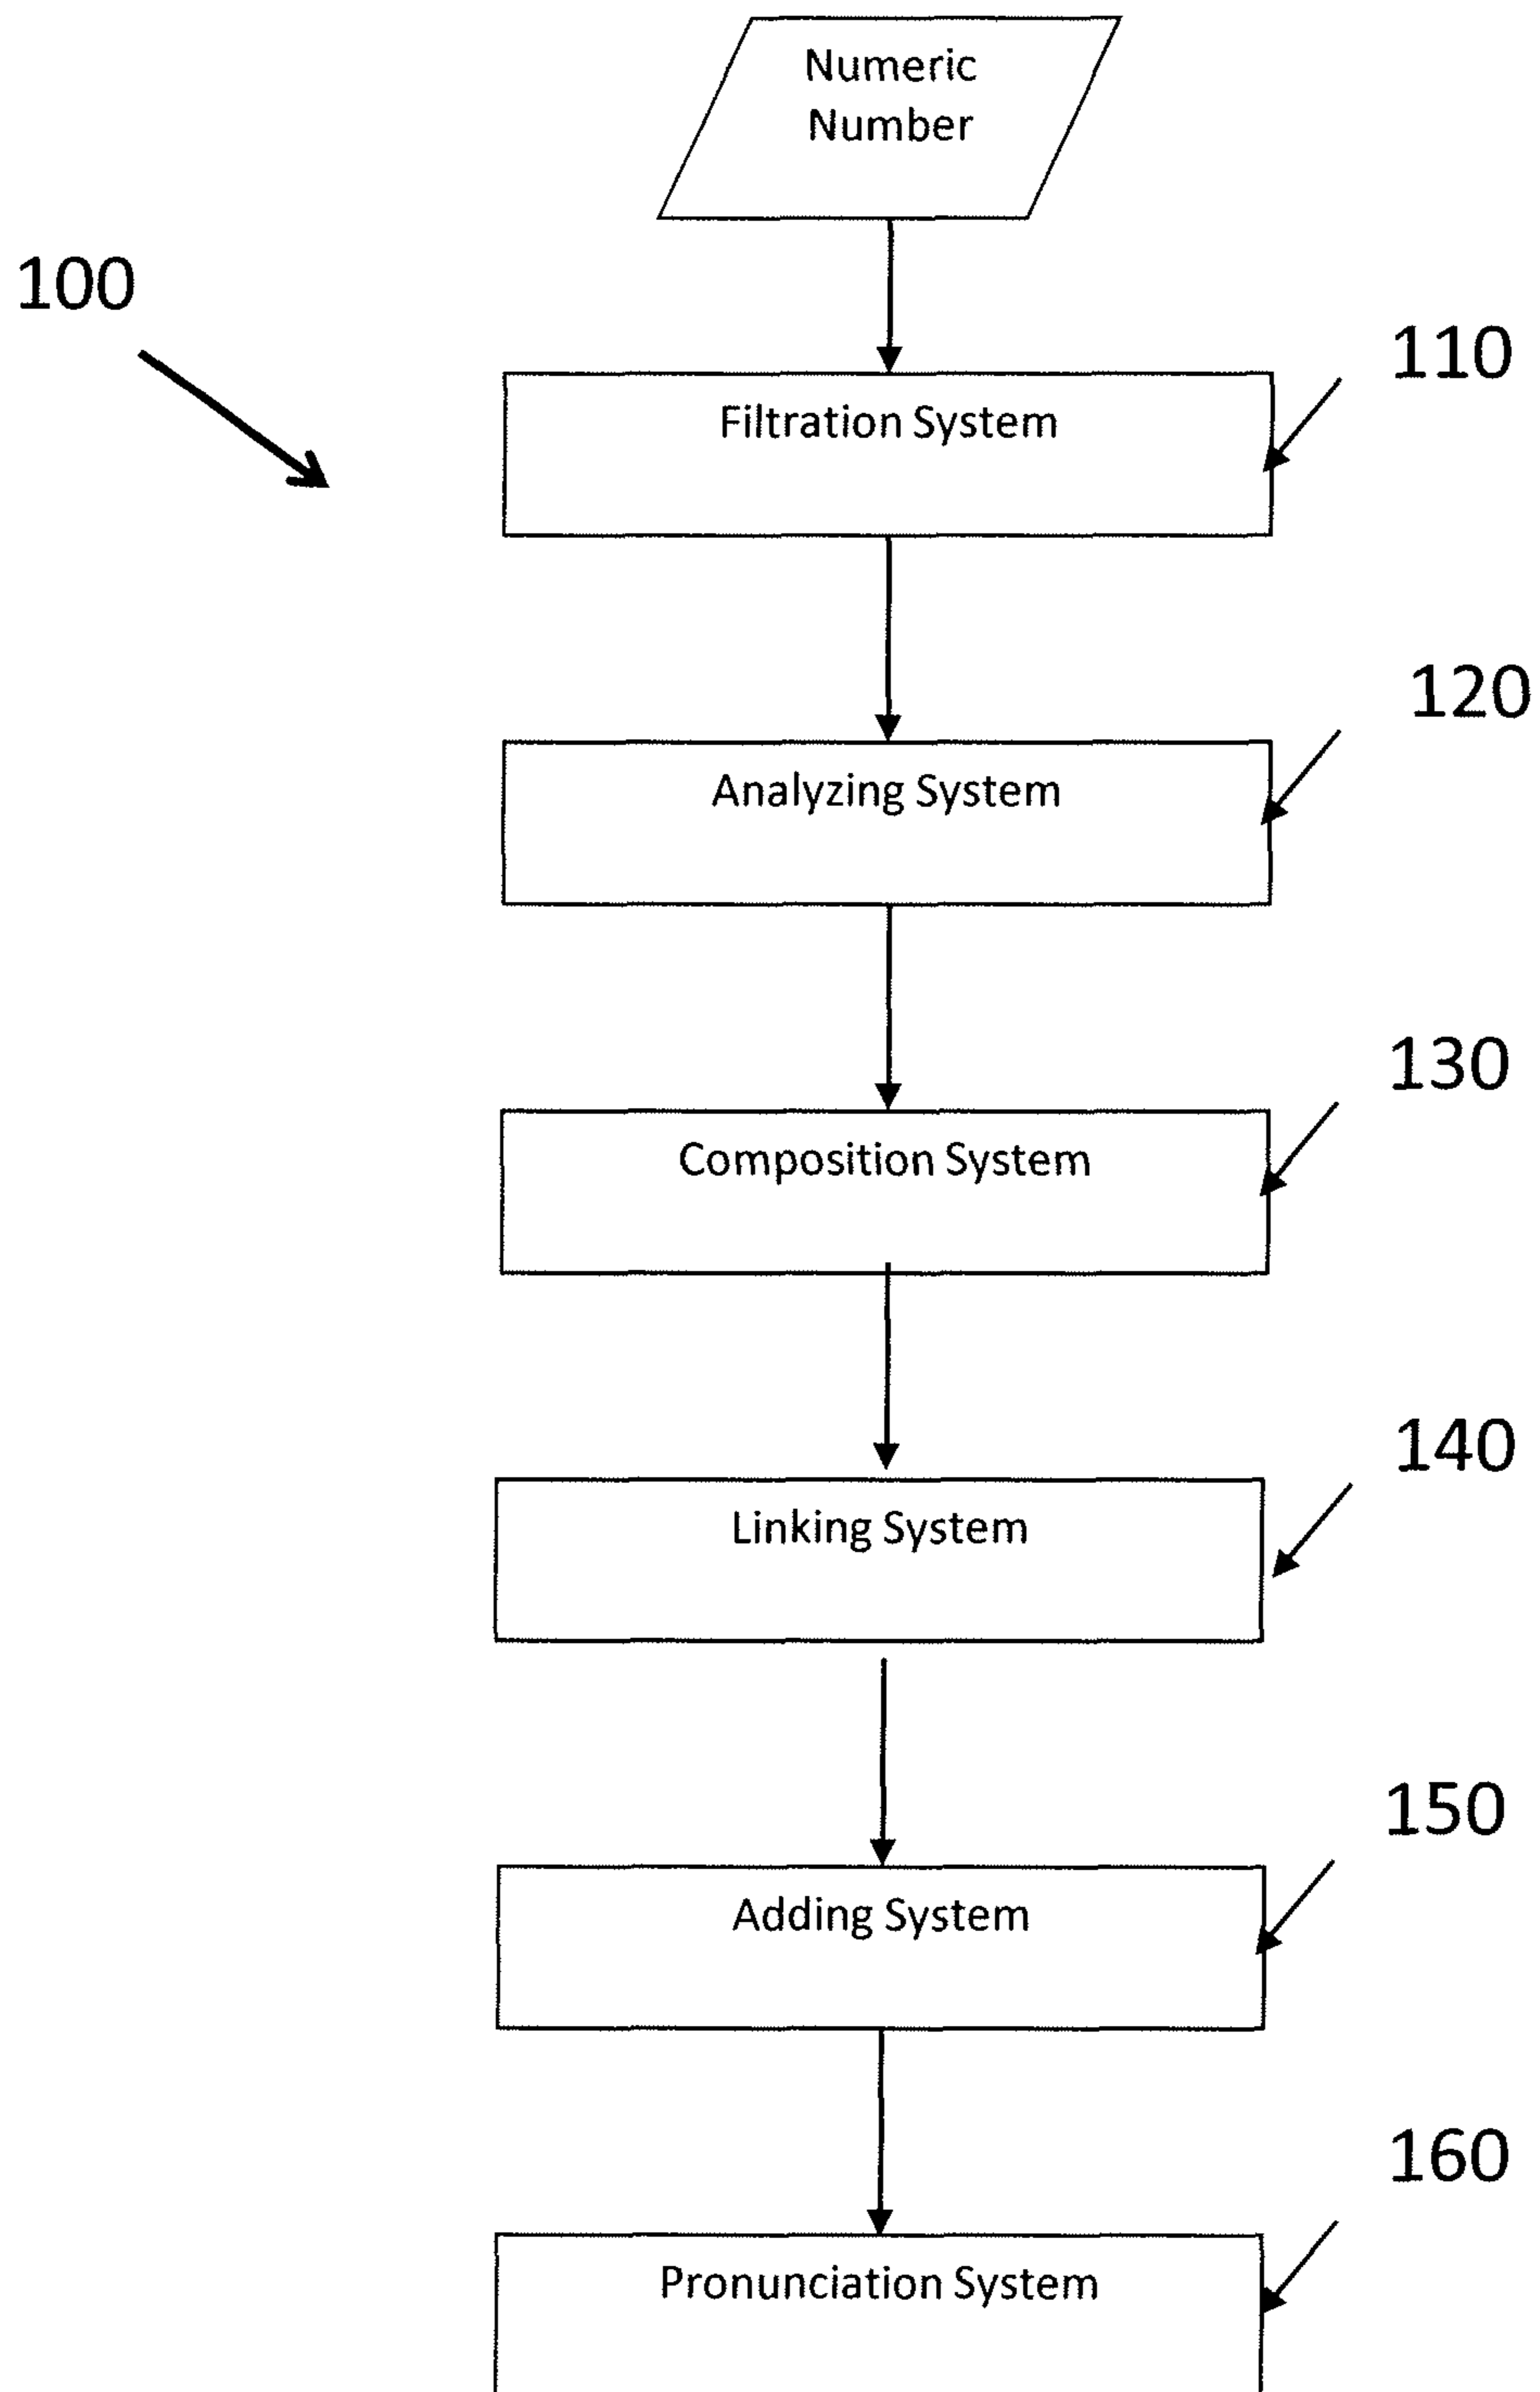 Numeric
Number
100
110
Filtration System
120
Analyzing System
130
Composition System
140
Linking System
150
Adding System
160
Pronunciation System